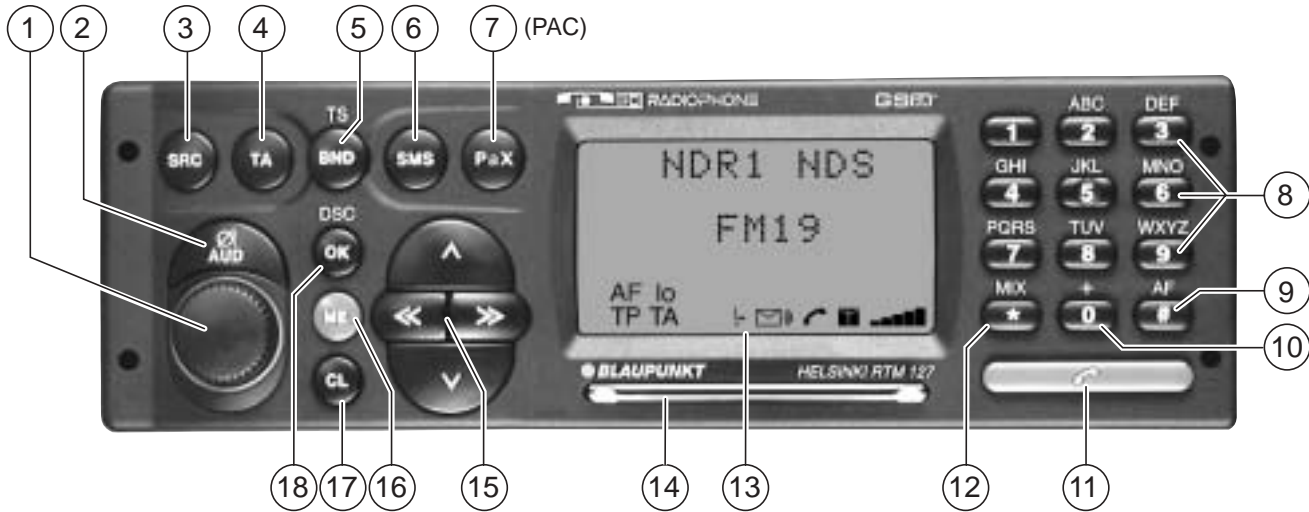 1 2 3 4 5 6 7 (PAC)
RADIOPHONE GSM
TS
SRC TA BND SMS PaX
DSC
AUD
OK
CL
NDR1 NDS
FM19
AF lo
TP TA
BLAUPUNKT HELSINKI RTM 127
ABC DEF
1 2 3
GHI JKL MNO
4 5 6
PQRS TUV WXYZ
7 8 9
MIX + AF
* 0 #
8
9
10
18 17 16 15 14 13 12 11